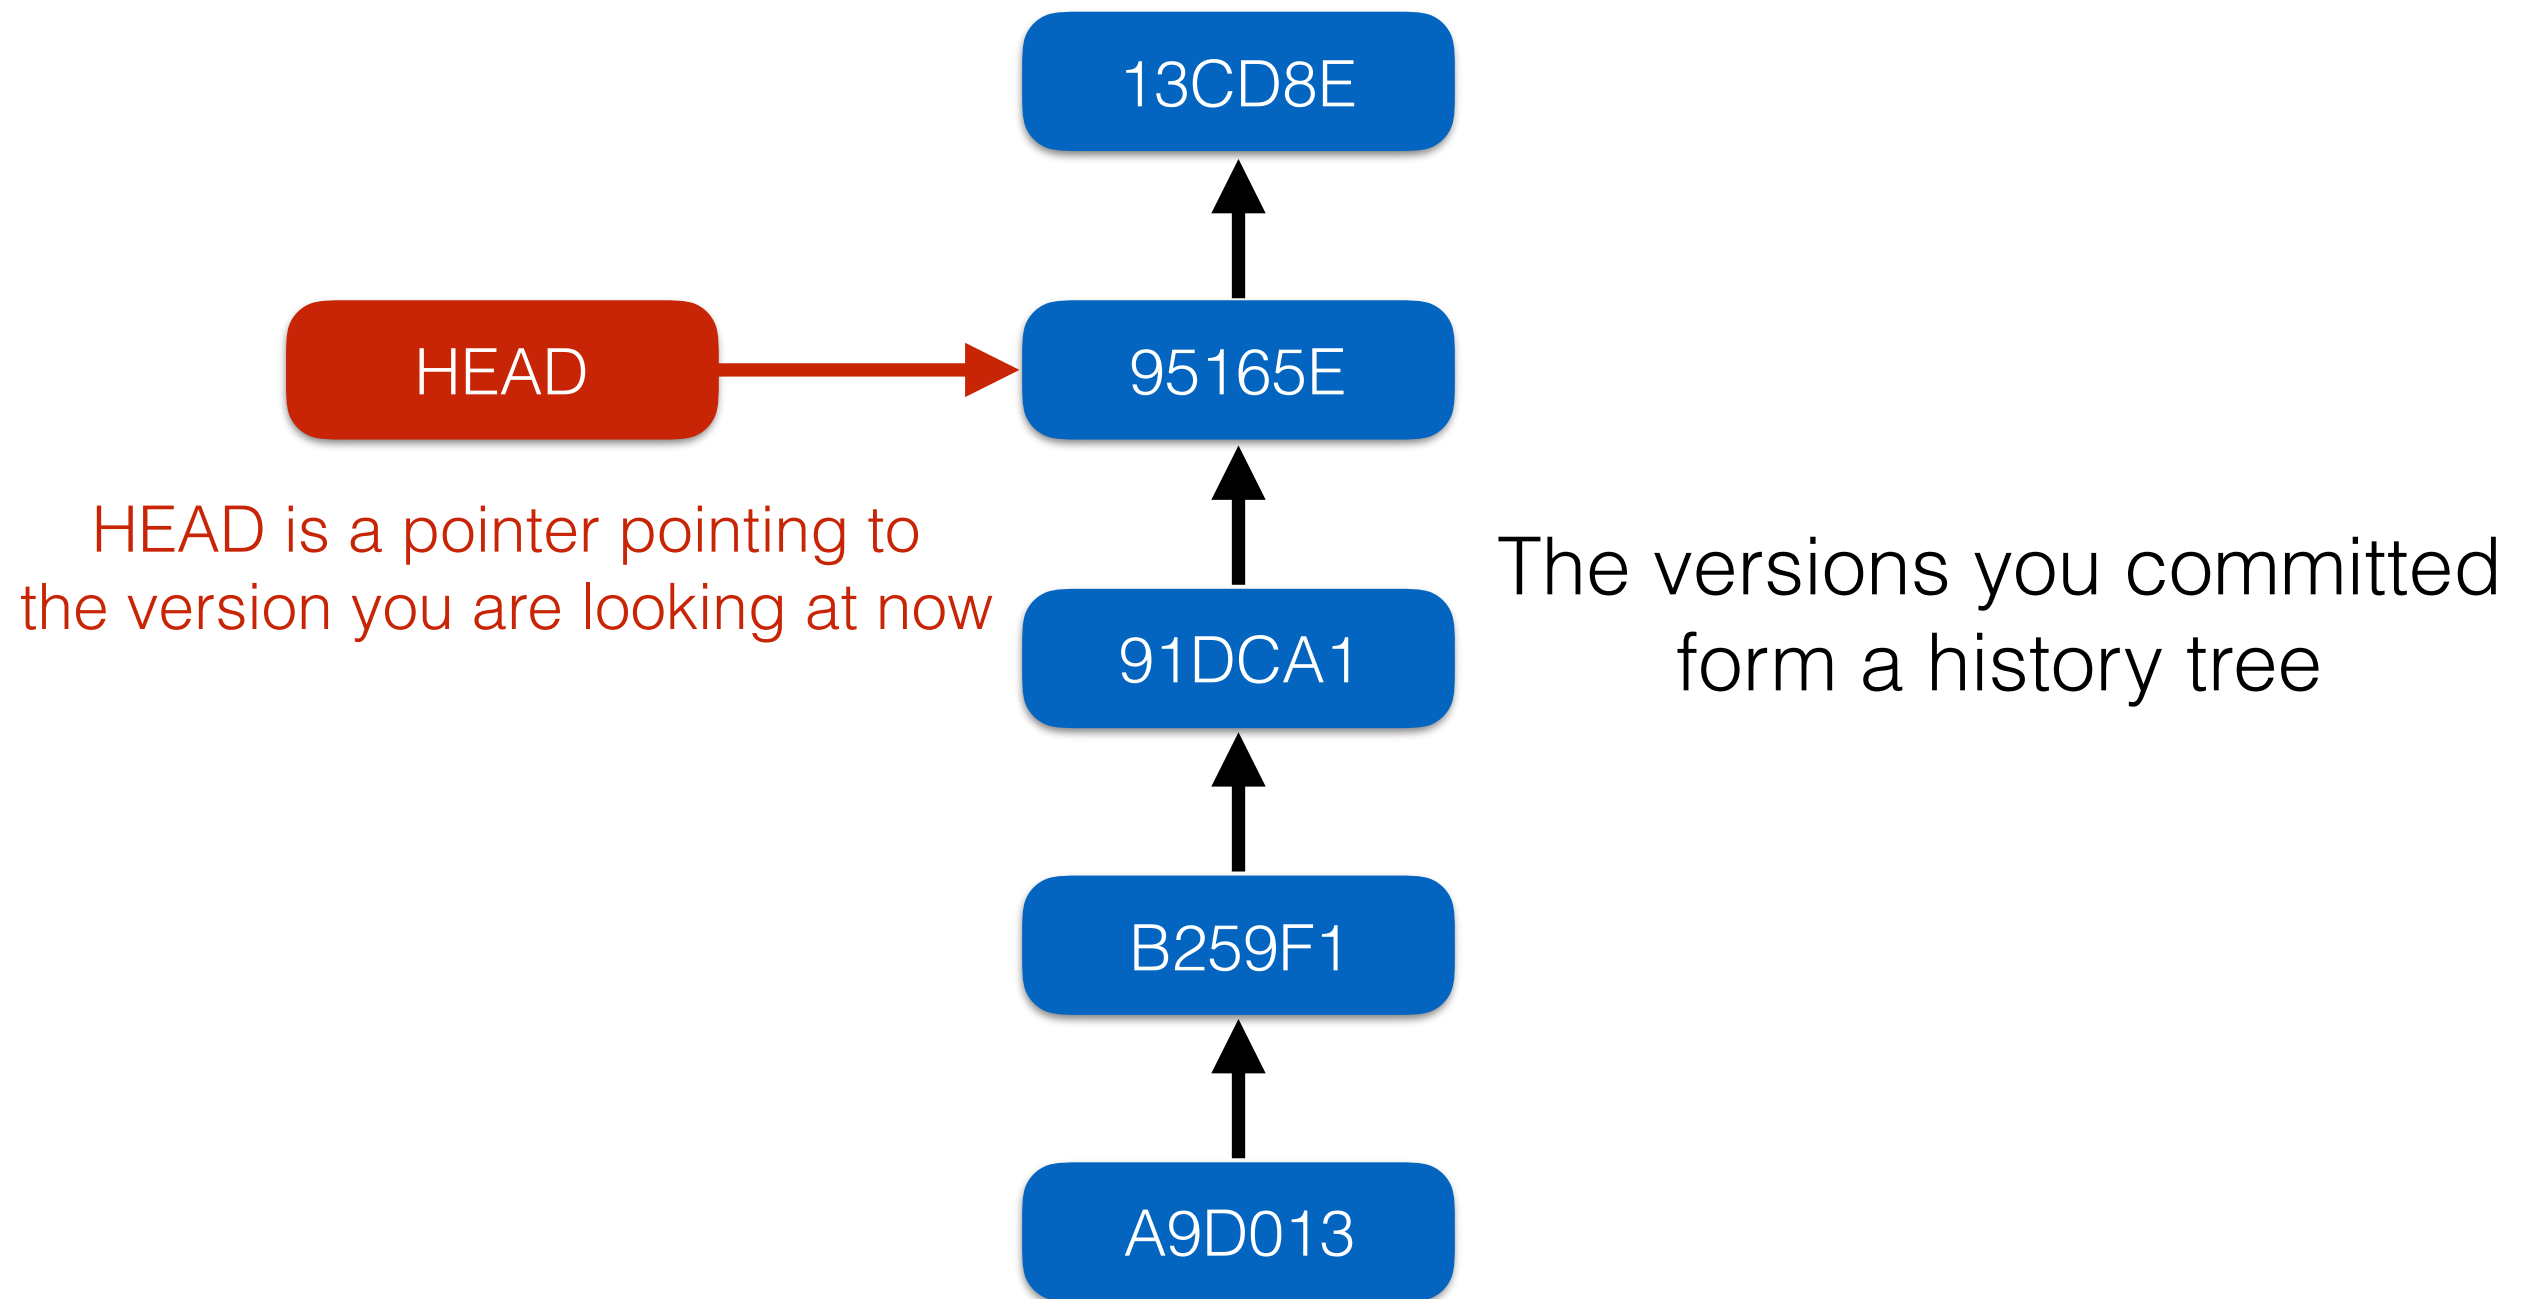 13CD8E
HEAD
95165E
HEAD is a pointer pointing to
the version you are looking at now
The versions you committed
form a history tree
91DCA1
B259F1
A9D013